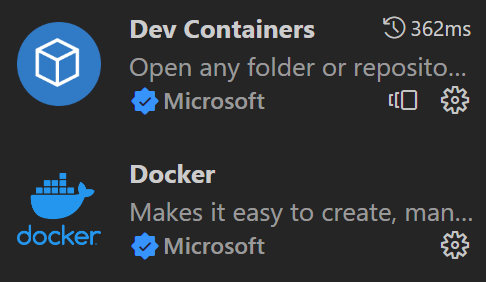 Dev Containers 362ms
Open any folder or reposito...
Microsoft
Docker
docker
Makes it easy to create, man...
Microsoft